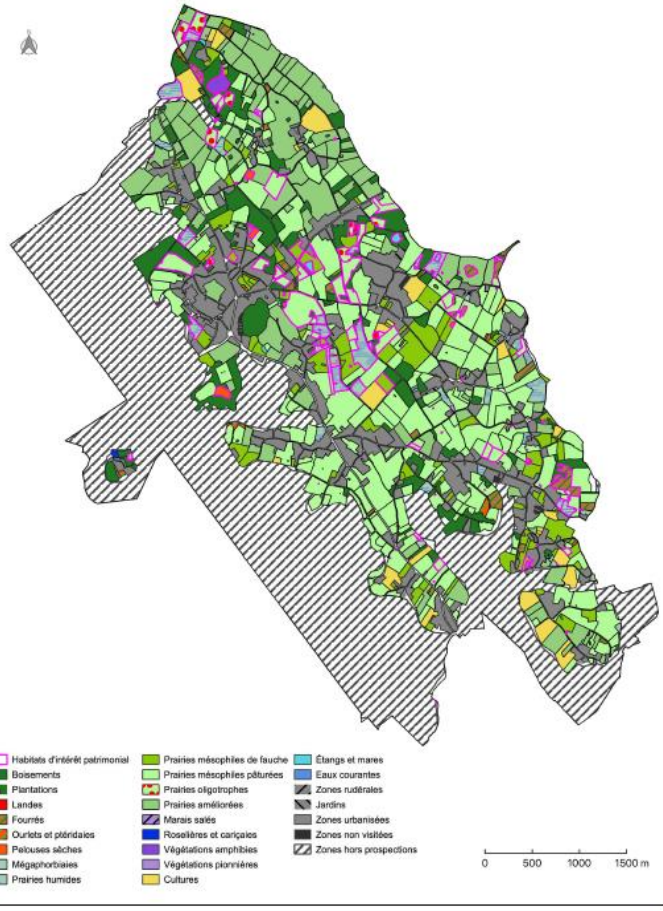 Habitats d'intérêt patrimonial
Boisements
Plantations
Landes
Fourrés
Ourlets et ptéridaies
Pelouses sèches
Mégaphorbiaies
Prairies humides
Prairies mésophiles de fauche
Prairies mésophiles pâturées
Prairies oligotrophes
Prairies améliorées
Marais salés
Roselières et cariçaies
Végétations amphibies
Végétations pionnières
Cultures
Étangs et mares
Eaux courantes
Zones rudérales
Jardins
Zones urbanisées
Zones non visitées
Zones hors prospections
0 500 1000 1500 m